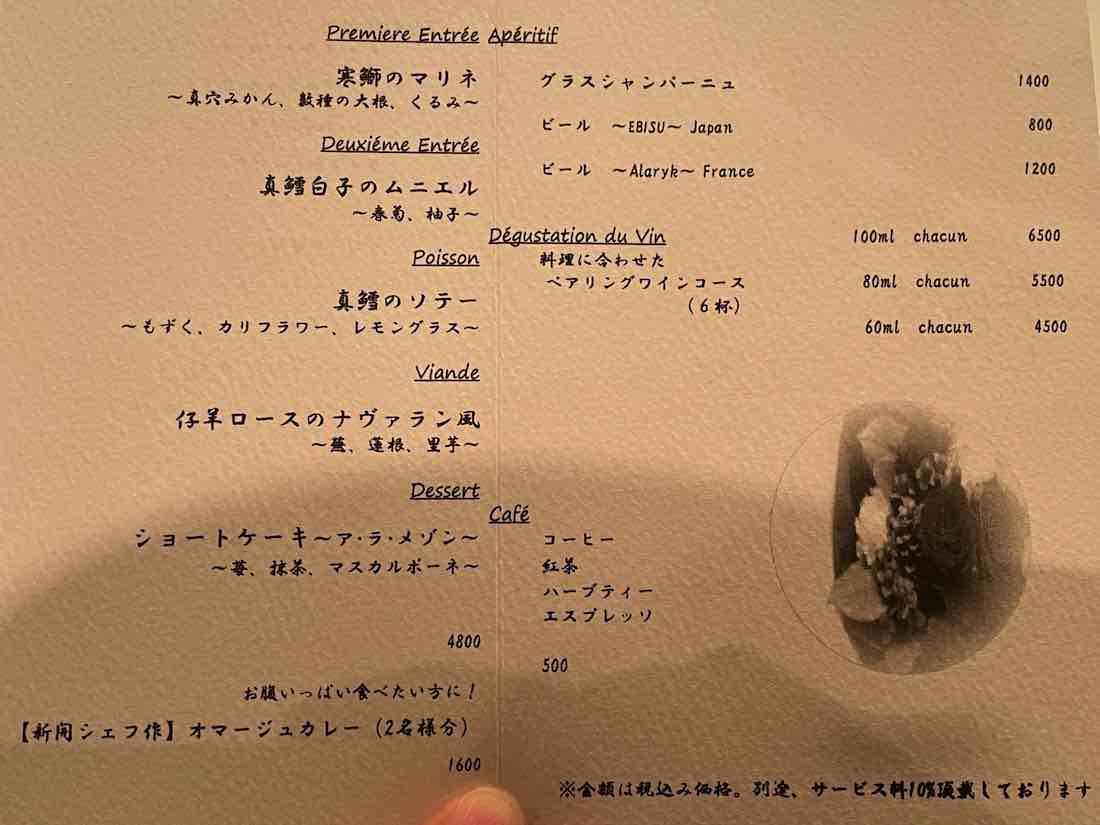 Premiere Entrée
寒鰤のマリネ
～真穴みかん、数種の大根、くるみ～
Deuxiéme Entrée
真鱈白子のムニエル
～春菊、柚子～
Poisson
真鱈のソテー
～もずく、カリフラワー、レモングラス～
Viande
仔羊ロースのナヴァラン風
～蕪、蓮根、里芋～
Dessert
ショートケーキ～ア・ラ・メゾン～
～苺、抹茶、マスカルポーネ～
4800
お腹いっぱい食べたい方に！
【新開シェフ作】オマージュカレー（2名様分）
1600
Apéritif
グラスシャンパーニュ 1400
ビール ～EBISU～ Japan 800
ビール ～Alaryk～ France 1200
Dégustation du Vin 100ml chacun 6500
料理に合わせた
ペアリングワインコース 80ml chacun 5500
（６杯） 60ml chacun 4500
Café
コーヒー
紅茶
ハーブティー
エスプレッソ
500
※金額は税込み価格。別途、サービス料10%頂戴しております